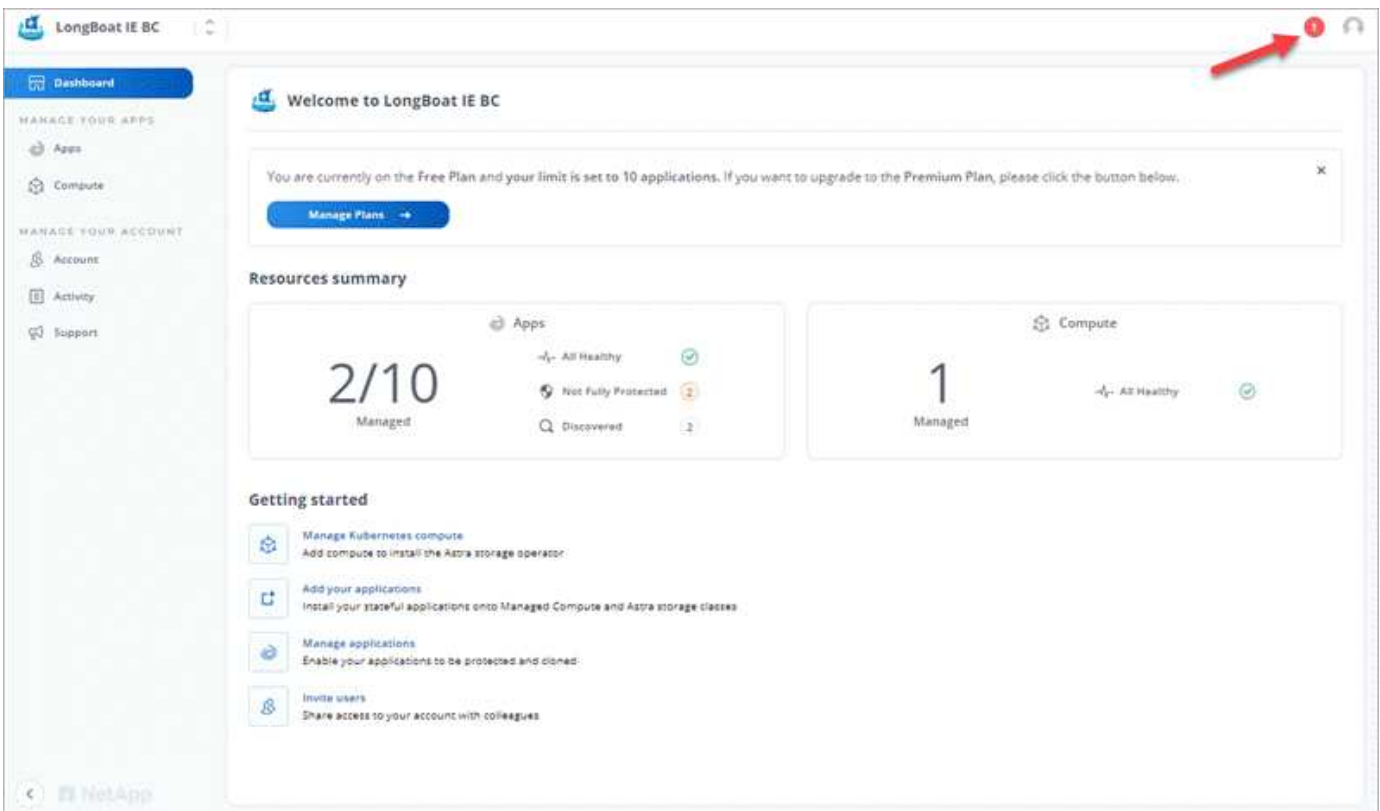 LongBoat IE BC
1
Dashboard
MANAGE YOUR APPS
Apps
Compute
MANAGE YOUR ACCOUNT
Account
Activity
Support
NetApp
Welcome to LongBoat IE BC
You are currently on the Free Plan and your limit is set to 10 applications. If you want to upgrade to the Premium Plan, please click the button below.
Manage Plans
Resources summary
Apps
2/10
Managed
All Healthy
Not Fully Protected 2
Discovered 2
Compute
1
Managed
All Healthy
Getting started
Manage Kubernetes compute
Add compute to install the Astra storage operator
Add your applications
Install your stateful applications onto Managed Compute and Astra storage classes
Manage applications
Enable your applications to be protected and cloned
Invite users
Share access to your account with colleagues